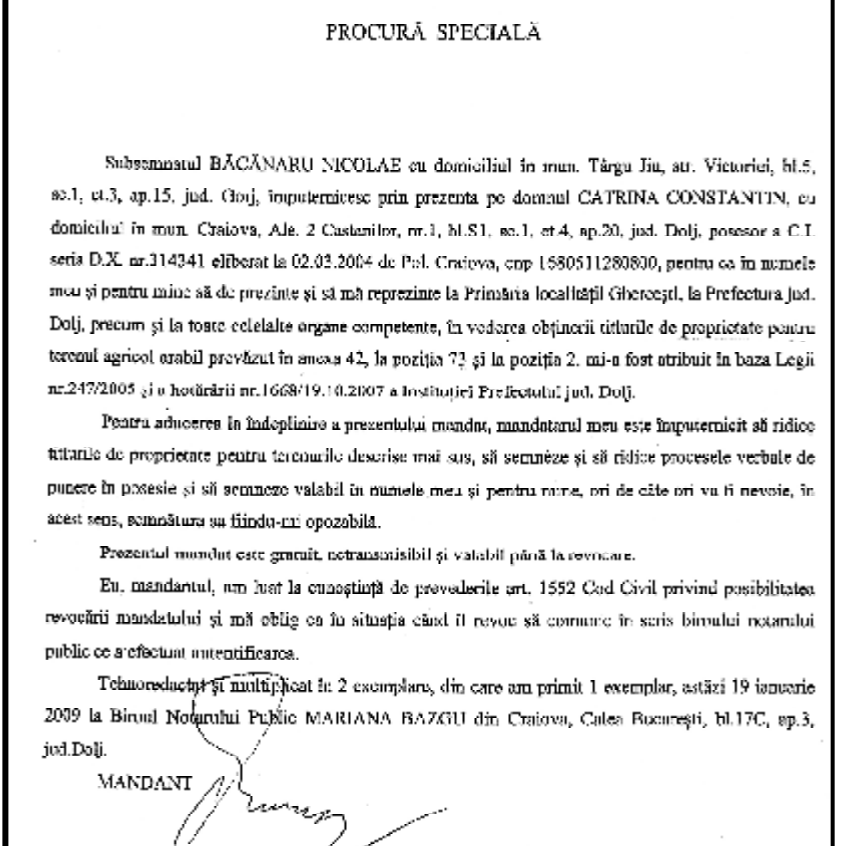 PROCURĂ SPECIALĂ
Subsemnatul BĂCĂNARU NICOLAE cu domiciliul în mun. Târgu Jiu, str. Victoriei, bl.5,
sc.1, et.3, ap.15, jud. Gorj, împuternicesc prin prezenta pe domnul CATRINA CONSTANTIN, cu
domiciliul în mun. Craiova, Ale. 2 Castanilor, nr.1, bl.S1, sc.1, et.4, ap.20, jud. Dolj, posesor a C.I.
seria D.X. nr.314341 eliberat la 02.03.2004 de Pol. Craiova, cnp 1580511280800, pentru ca în numele
meu și pentru mine să de prezinte și să mă reprezinte la Primăria localității Ghercești, la Prefectura jud.
Dolj, precum și la toate celelalte organe competente, în vederea obținerii titlurile de proprietate pentru
terenul agricol arabil prevăzut în anexa 42, la poziția 73 și la poziția 2. mi-a fost atribuit în baza Legii
nr.247/2005 și a hotărârii nr.1668/19.10.2007 a Instituției Prefectului jud. Dolj.
Pentru aducerea la îndeplinire a prezentului mandat, mandatarul meu este împuternicit să ridice
titlurile de proprietate pentru terenurile descrise mai sus, să semneze și să ridice procesele verbale de
punere în posesie și să semneze valabil în numele meu și pentru mine, ori de câte ori va fi nevoie, în
acest sens, semnătura sa fiindu-mi opozabilă.
Prezentul mandat este gratuit, netransmisibil și valabil până la revocare.
Eu, mandantul, am luat la cunoștință de prevederile art. 1552 Cod Civil privind posibilitatea
revocării mandatului și mă oblig ca în situația când îl revoc să comunic în scris biroului notarului
public ce a efectuat autentificarea.
Tehnoredactat și multiplicat în 2 exemplare, din care am primit 1 exemplar, astăzi 19 ianuarie
2009 la Biroul Notarului Public MARIANA BAZGU din Craiova, Calea București, bl.17C, ap.3,
jud.Dolj.
MANDANT